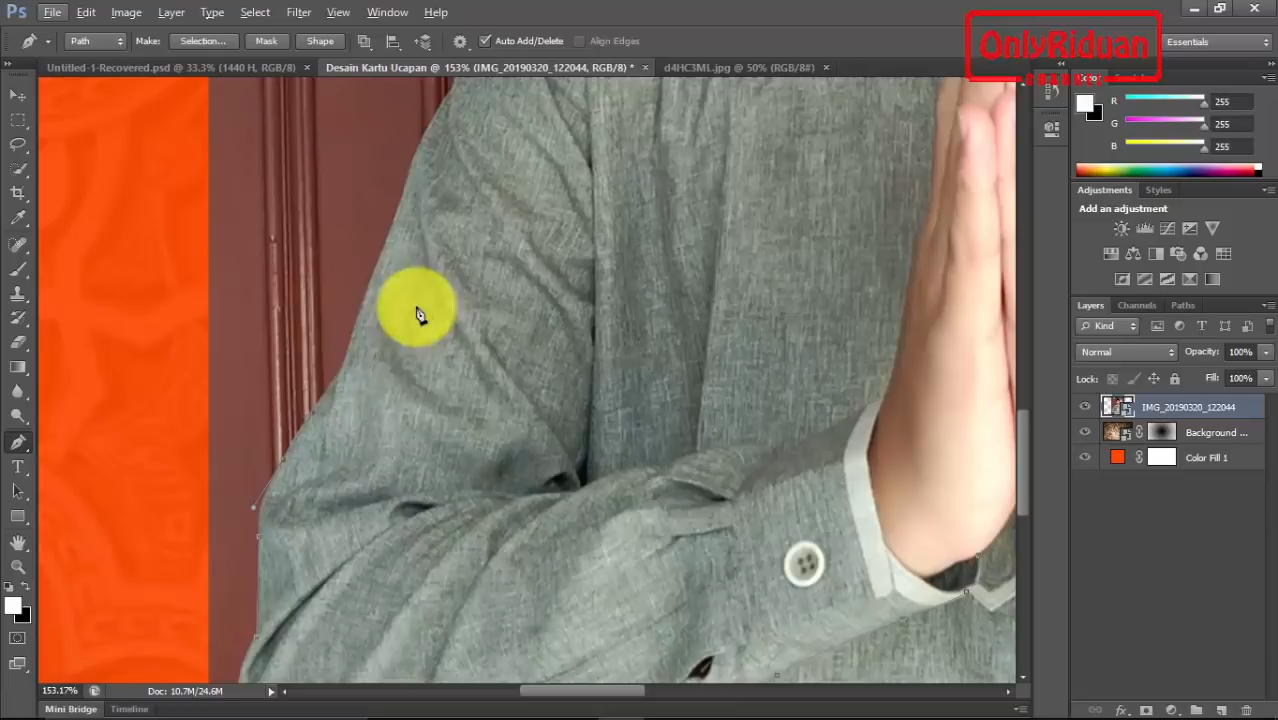 Ps File Edit Image Layer Type Select Filter View Window Help
Path Make: Selection... Mask Shape Auto Add/Delete Align Edges Essentials
OnlyRiduan
CHANNEL
Untitled-1-Recovered.psd @ 33.3% (1440 H, RGB/8) × Desain Kartu Ucapan @ 153% (IMG_20190320_122044, RGB/8) * × d4HC3ML.jpg @ 50% (RGB/8#) ×
Color
R 255
G 255
B 255
Adjustments Styles
Add an adjustment
Layers Channels Paths
Kind
Normal Opacity: 100%
Lock: Fill: 100%
IMG_20190320_122044
Background ...
Color Fill 1
fx
153.17% Doc: 10.7M/24.6M
Mini Bridge Timeline